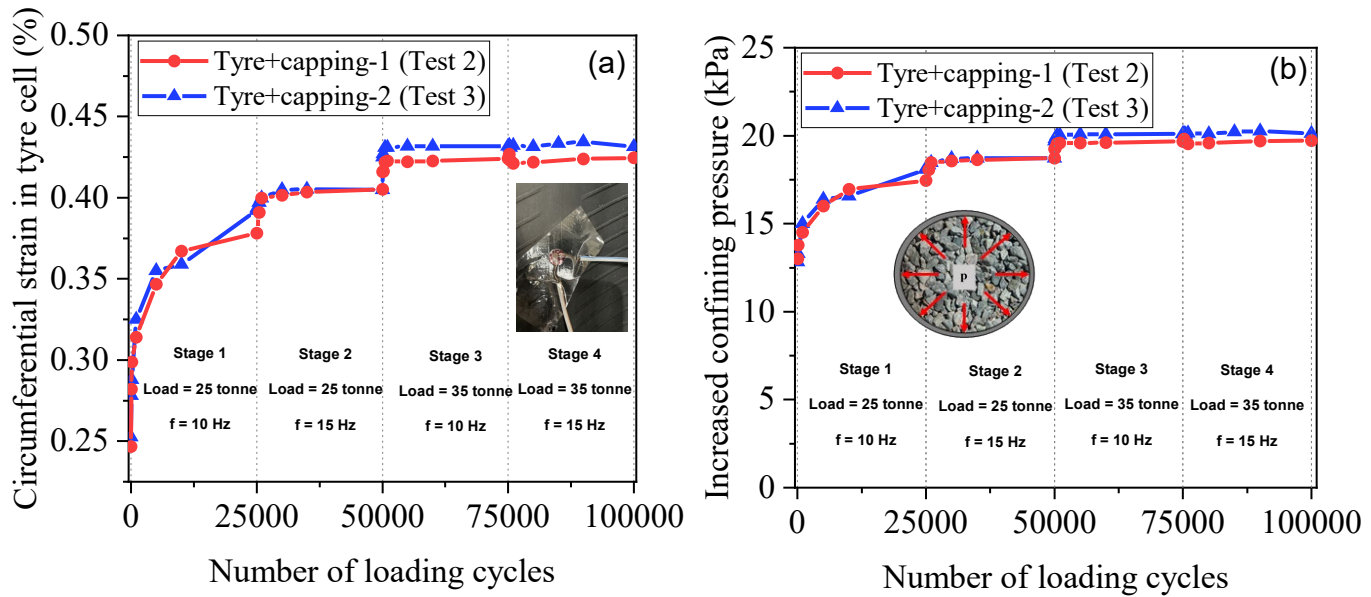 Circumferential strain in tyre cell (%)
0.50
0.45
0.40
0.35
0.30
0.25
Tyre+capping-1 (Test 2)
Tyre+capping-2 (Test 3)
(a)
Stage 1
Load = 25 tonne
f = 10 Hz
Stage 2
Load = 25 tonne
f = 15 Hz
Stage 3
Load = 35 tonne
f = 10 Hz
Stage 4
Load = 35 tonne
f = 15 Hz
0 25000 50000 75000 100000
Number of loading cycles
Increased confining pressure (kPa)
25
20
15
10
5
0
Tyre+capping-1 (Test 2)
Tyre+capping-2 (Test 3)
(b)
p
Stage 1
Load = 25 tonne
f = 10 Hz
Stage 2
Load = 25 tonne
f = 15 Hz
Stage 3
Load = 35 tonne
f = 10 Hz
Stage 4
Load = 35 tonne
f = 15 Hz
0 25000 50000 75000 100000
Number of loading cycles